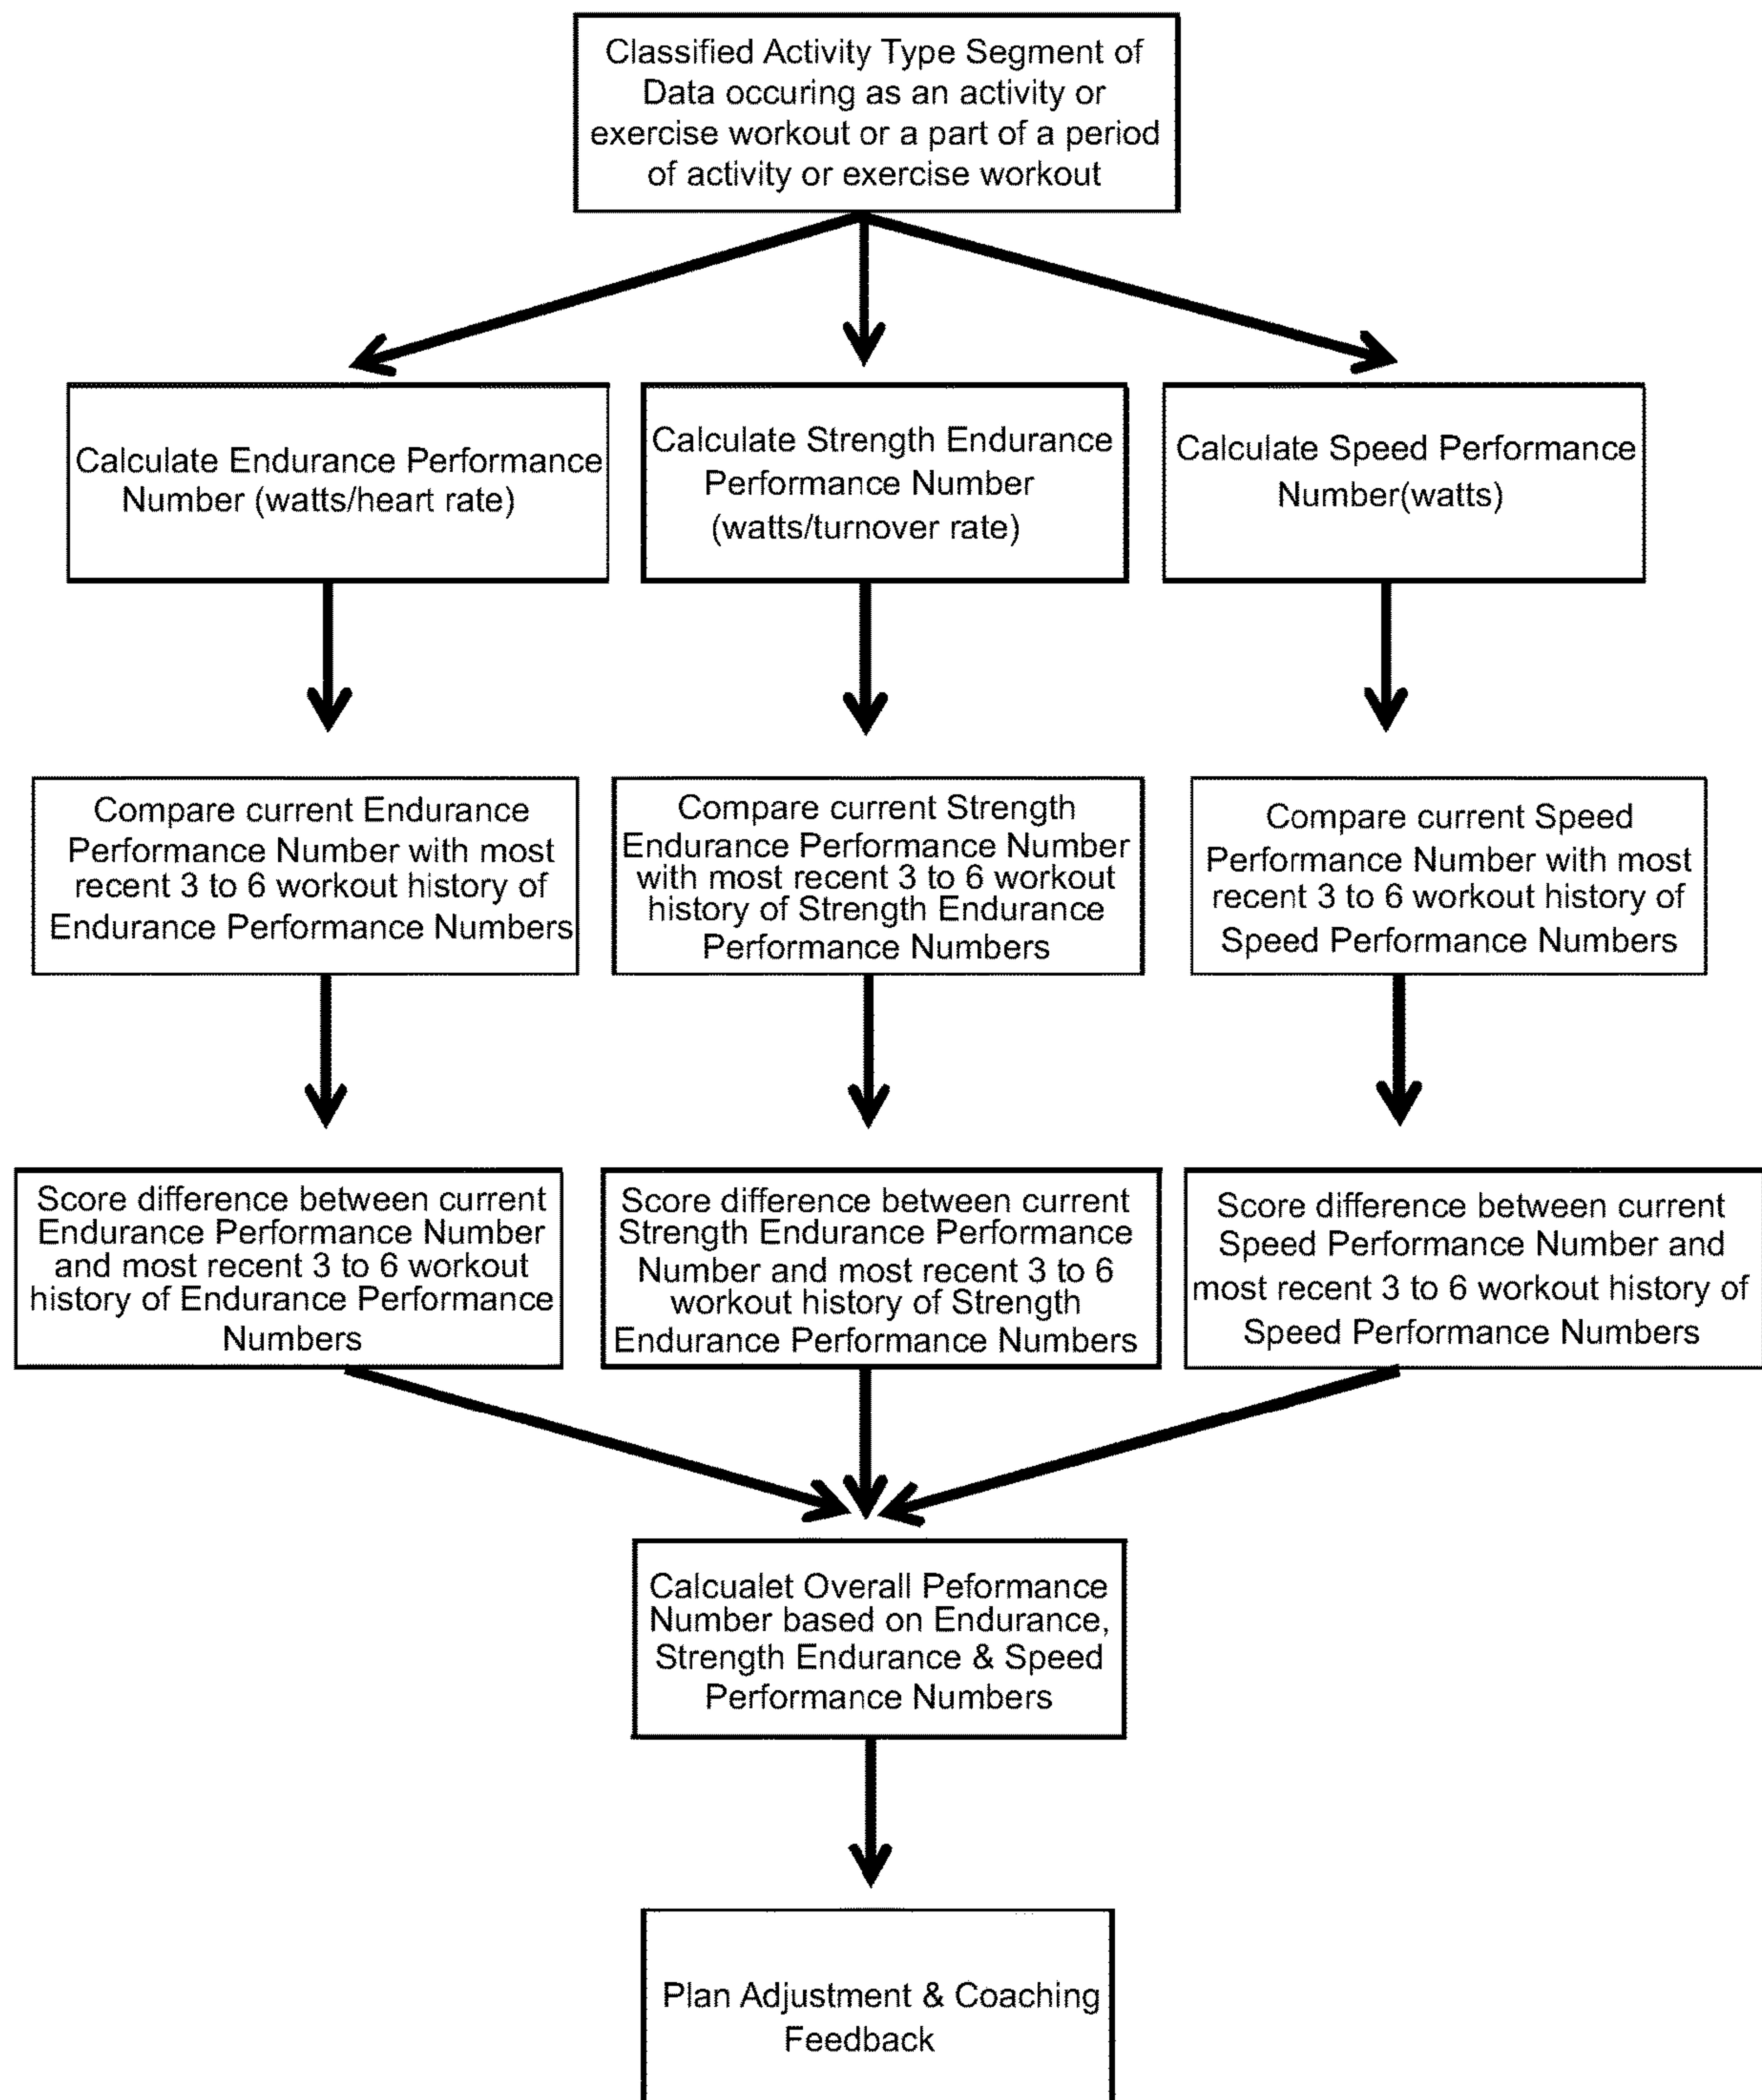 Classified Activity Type Segment of
Data occuring as an activity or
exercise workout or a part of a period
of activity or exercise workout
Calculate Endurance Performance
Number (watts/heart rate)
Calculate Strength Endurance
Performance Number
(watts/turnover rate)
Calculate Speed Performance
Number(watts)
Compare current Endurance
Performance Number with most
recent 3 to 6 workout history of
Endurance Performance Numbers
Compare current Strength
Endurance Performance Number
with most recent 3 to 6 workout
history of Strength Endurance
Performance Numbers
Compare current Speed
Performance Number with most
recent 3 to 6 workout history of
Speed Performance Numbers
Score difference between current
Endurance Performance Number
and most recent 3 to 6 workout
history of Endurance Performance
Numbers
Score difference between current
Strength Endurance Performance
Number and most recent 3 to 6
workout history of Strength
Endurance Performance Numbers
Score difference between current
Speed Performance Number and
most recent 3 to 6 workout history of
Speed Performance Numbers
Calcualet Overall Peformance
Number based on Endurance,
Strength Endurance & Speed
Performance Numbers
Plan Adjustment & Coaching
Feedback